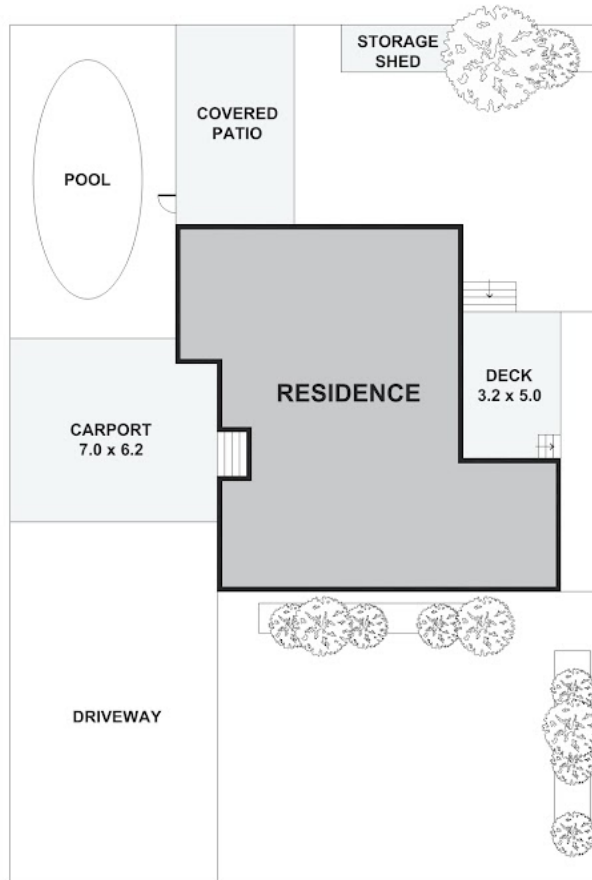 STORAGE
SHED
COVERED
PATIO
POOL
RESIDENCE
DECK
3.2 x 5.0
CARPORT
7.0 x 6.2
DRIVEWAY